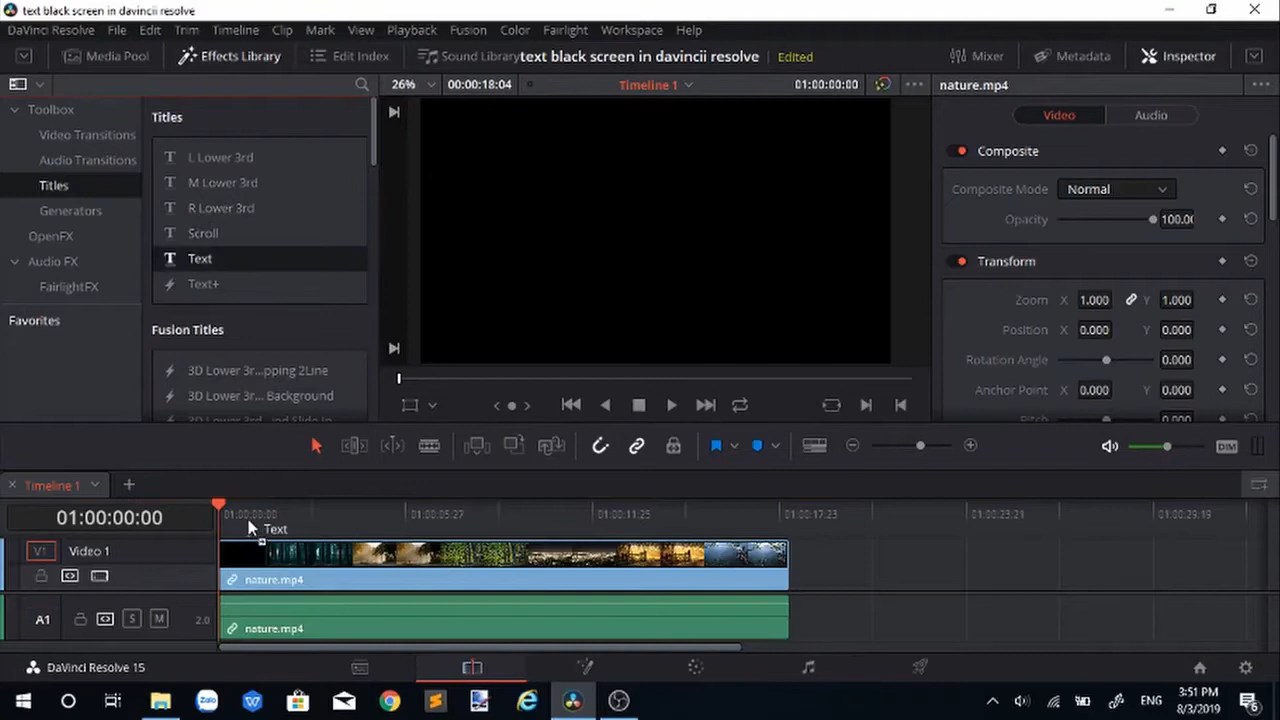 text black screen in davincii resolve
DaVinci Resolve File Edit Trim Timeline Clip Mark View Playback Fusion Color Fairlight Workspace Help
Media Pool Effects Library Edit Index Sound Library text black screen in davincii resolve Edited Mixer Metadata Inspector
26% 00:00:18:04 Timeline 1 01:00:00:00 nature.mp4
Toolbox
Video Transitions
Audio Transitions
Titles
Generators
OpenFX
Audio FX
FairlightFX
Favorites
Titles
L Lower 3rd
M Lower 3rd
R Lower 3rd
Scroll
Text
Text+
Fusion Titles
3D Lower 3r...pping 2Line
3D Lower 3r... Background
Video Audio
Composite
Composite Mode Normal
Opacity 100.00
Transform
Zoom X 1.000 Y 1.000
Position X 0.000 Y 0.000
Rotation Angle 0.000
Anchor Point X 0.000 Y 0.000
DIM
Timeline 1
01:00:00:00
01:00:00:00 01:00:05:27 01:00:11:25 01:00:17:23 01:00:23:21 01:00:29:19
Text
V1 Video 1
nature.mp4
A1 S M 2.0
nature.mp4
DaVinci Resolve 15
Zalo
ENG
3:51 PM
8/3/2019
6